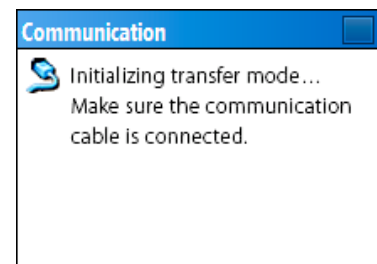 Communication
Initializing transfer mode...
Make sure the communication
cable is connected.